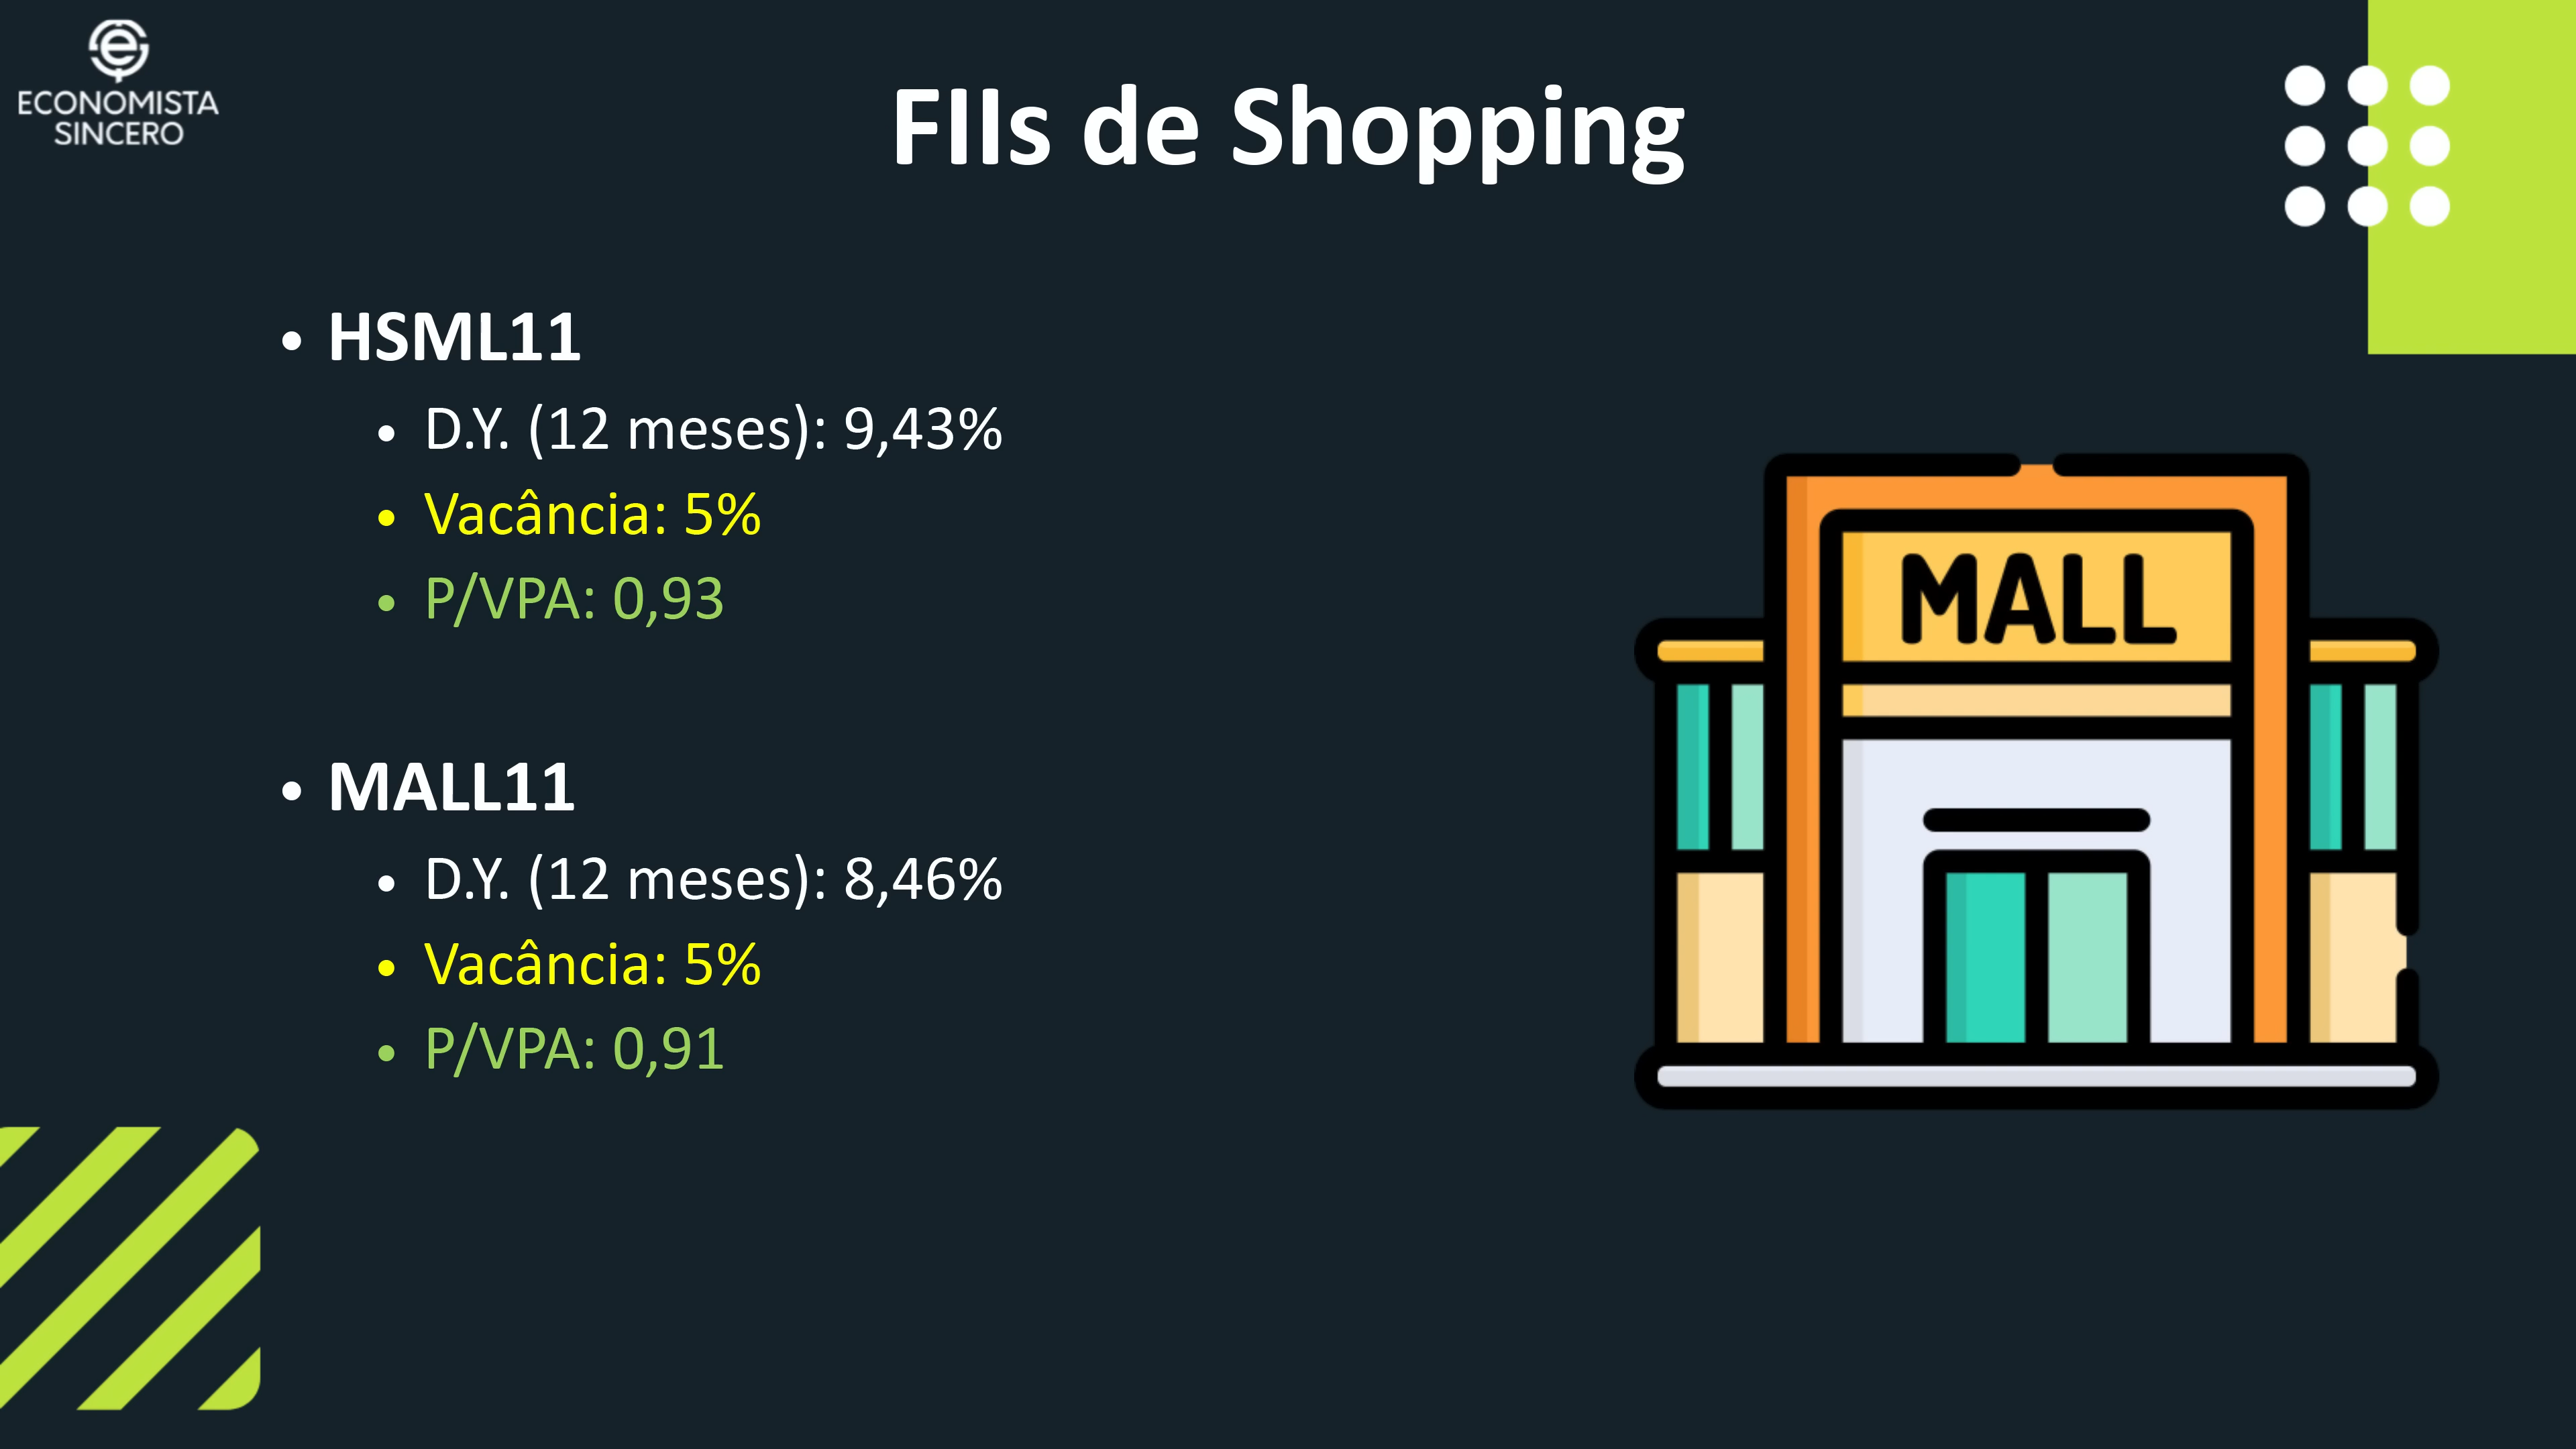 ECONOMISTA
SINCERO
FIIs de Shopping
• HSML11
• D.Y. (12 meses): 9,43%
• Vacância: 5%
• P/VPA: 0,93
• MALL11
• D.Y. (12 meses): 8,46%
• Vacância: 5%
• P/VPA: 0,91
MALL